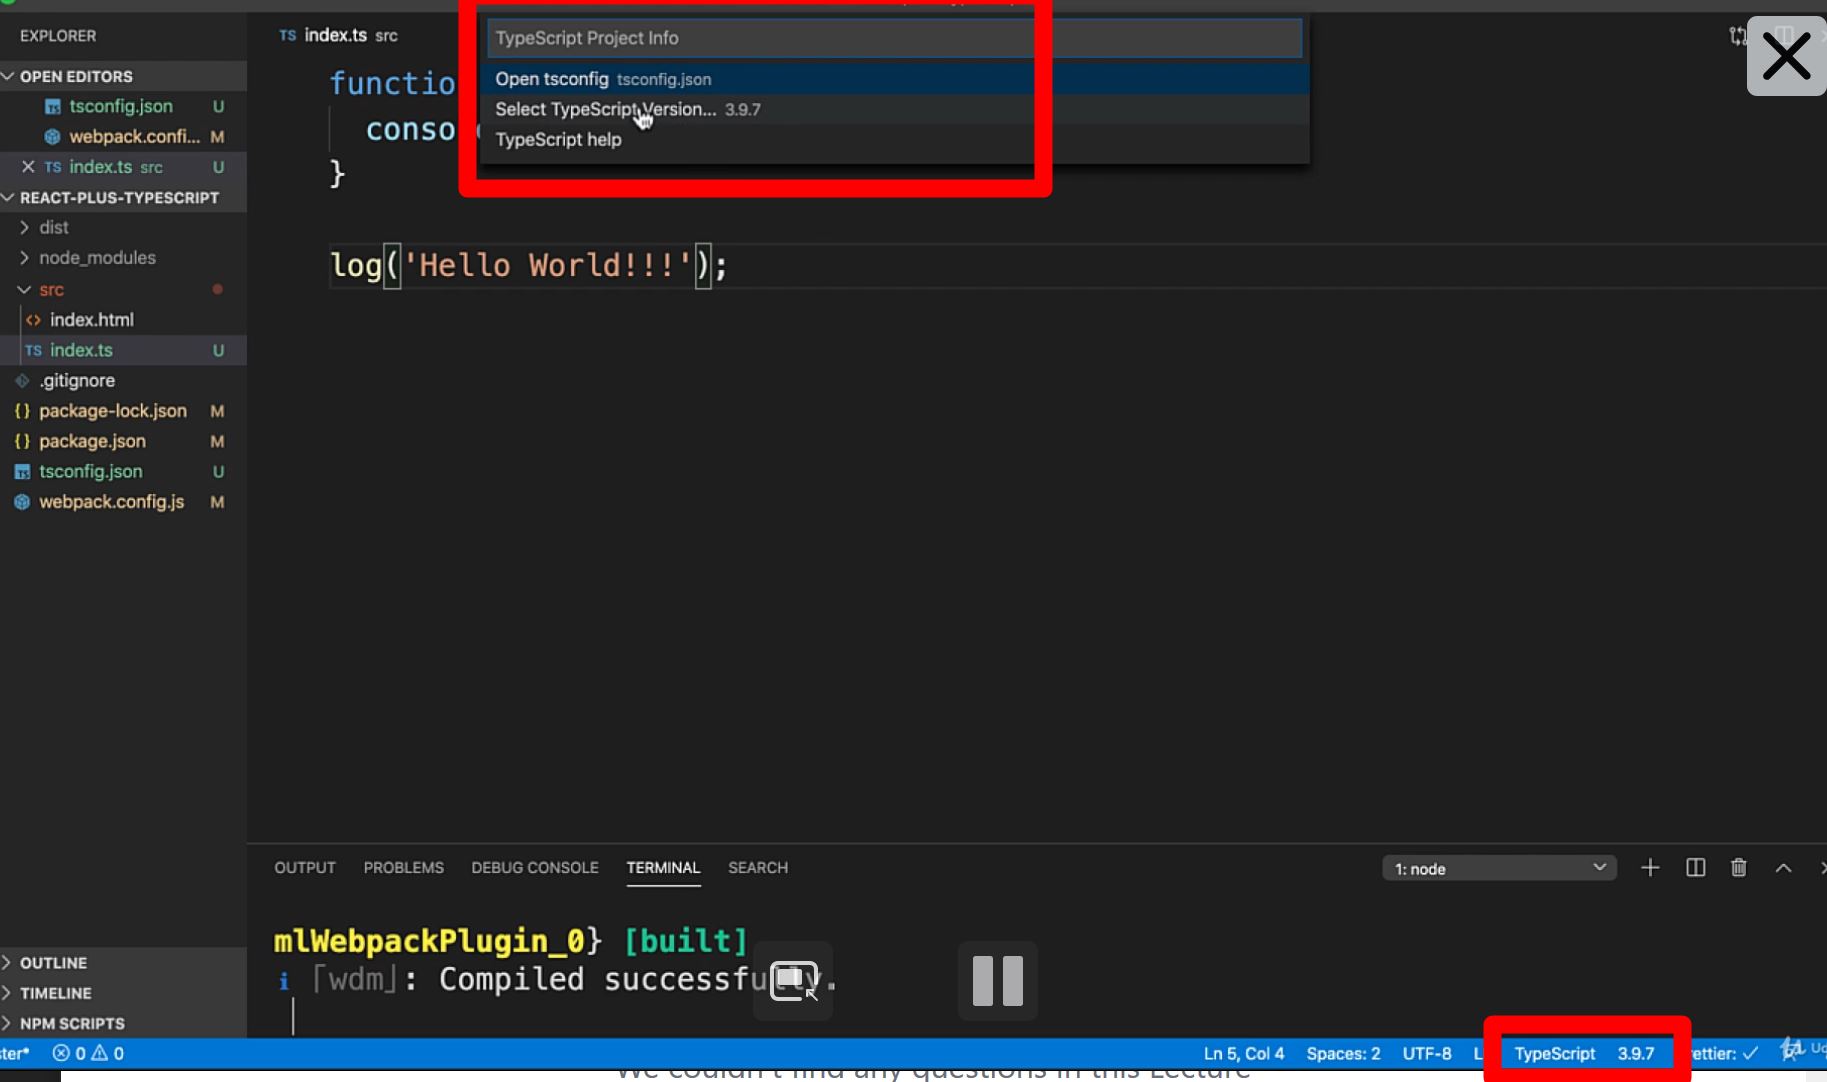 EXPLORER
OPEN EDITORS
tsconfig.json U
webpack.confi... M
TS index.ts src U
REACT-PLUS-TYPESCRIPT
dist
node_modules
src
index.html
TS index.ts U
.gitignore
{} package-lock.json M
{} package.json M
tsconfig.json U
webpack.config.js M
OUTLINE
TIMELINE
NPM SCRIPTS
TS index.ts src
TypeScript Project Info
Open tsconfig tsconfig.json
Select TypeScript Version... 3.9.7
TypeScript help
functio
conso
}
log('Hello World!!!');
OUTPUT PROBLEMS DEBUG CONSOLE TERMINAL SEARCH
1: node
mlWebpackPlugin_0} [built]
i ｢wdm｣: Compiled successfully.
ter* 0 0
Ln 5, Col 4 Spaces: 2 UTF-8 L TypeScript 3.9.7 ettier: ✓
We couldn't find any questions in this Lecture